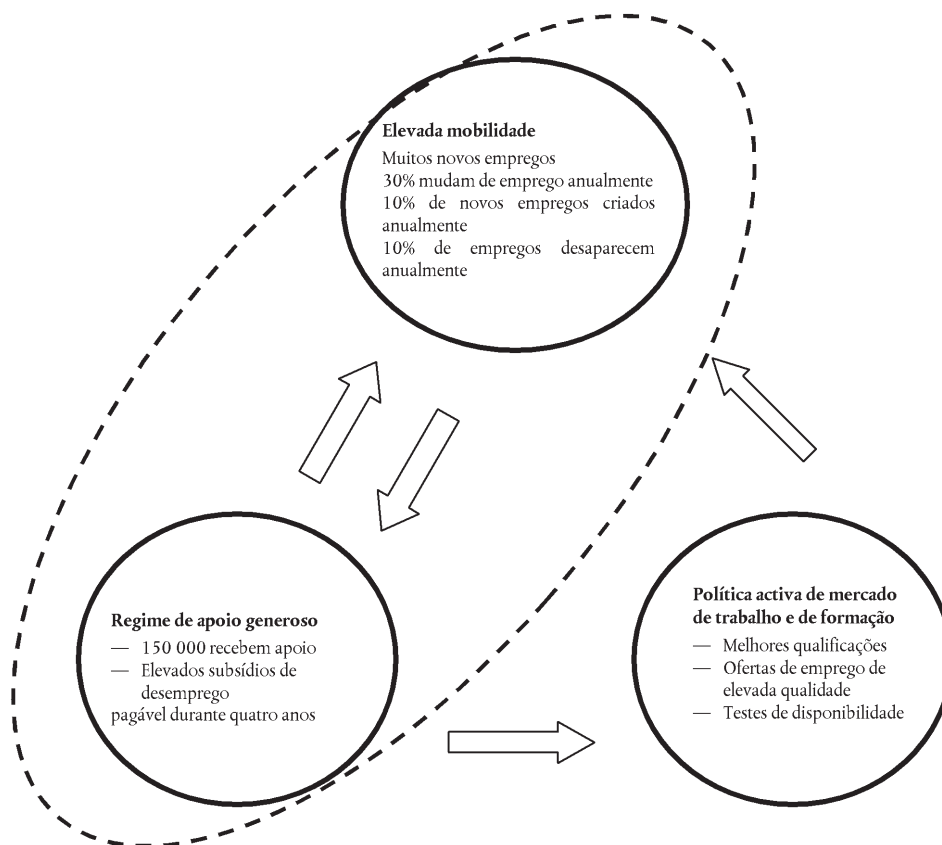 Elevada mobilidade
Muitos novos empregos
30% mudam de emprego anualmente
10% de novos empregos criados
anualmente
10% de empregos desaparecem
anualmente
Regime de apoio generoso
— 150 000 recebem apoio
— Elevados subsídios de
desemprego
pagável durante quatro anos
Política activa de mercado
de trabalho e de formação
— Melhores qualificações
— Ofertas de emprego de
elevada qualidade
— Testes de disponibilidade